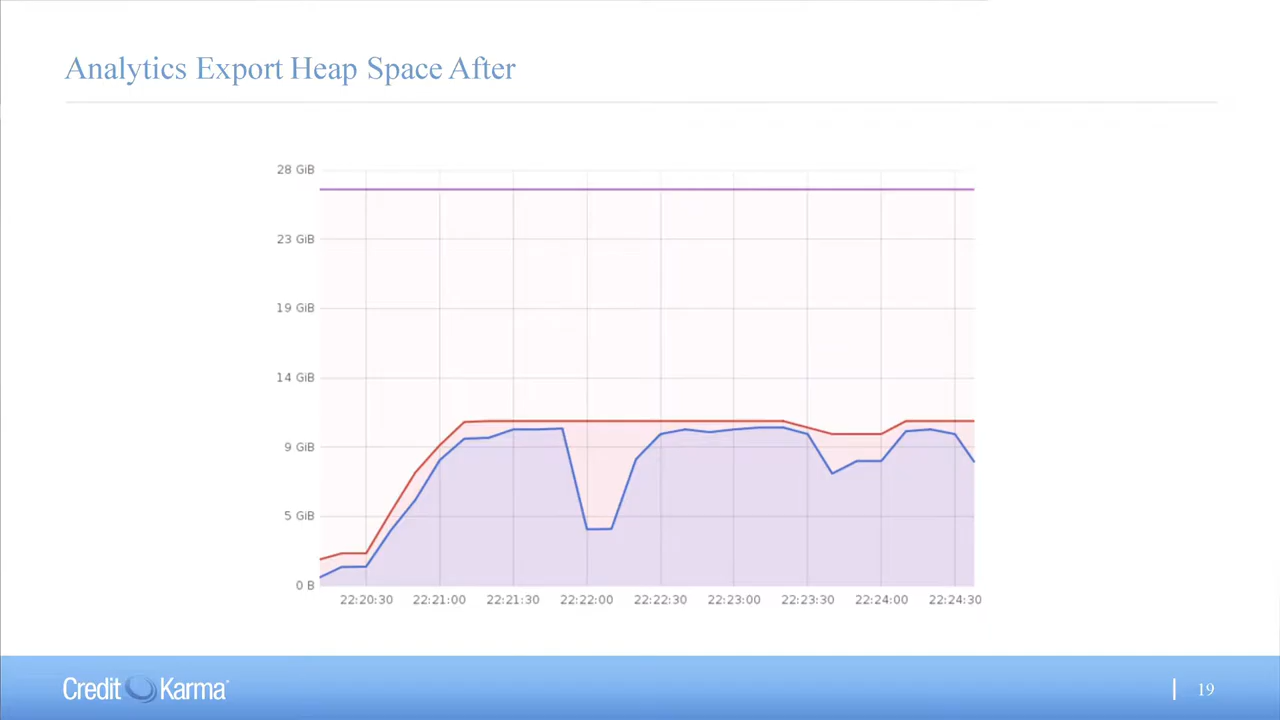 Analytics Export Heap Space After
28 GiB
23 GiB
19 GiB
14 GiB
9 GiB
5 GiB
0 B
22:20:30 22:21:00 22:21:30 22:22:00 22:22:30 22:23:00 22:23:30 22:24:00 22:24:30
Credit Karma
19